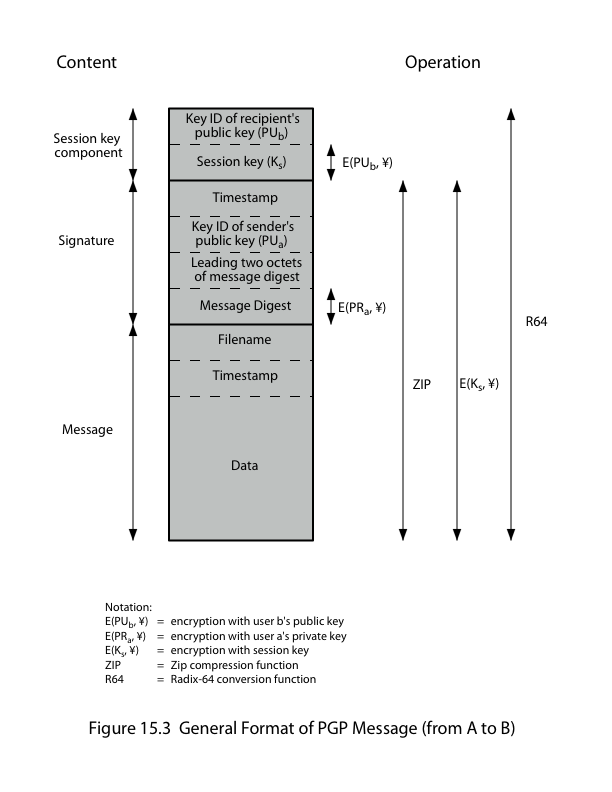 Content
Operation
Key ID of recipient's
public key (PUb)
Session key
component
Session key (Ks)
E(PUb, ¥)
Timestamp
Signature
Key ID of sender's
public key (PUa)
Leading two octets
of message digest
Message Digest
E(PRa, ¥)
R64
Filename
Timestamp
ZIP
E(Ks, ¥)
Message
Data
Notation:
E(PUb, ¥) = encryption with user b's public key
E(PRa, ¥) = encryption with user a's private key
E(Ks, ¥) = encryption with session key
ZIP = Zip compression function
R64 = Radix-64 conversion function
Figure 15.3 General Format of PGP Message (from A to B)